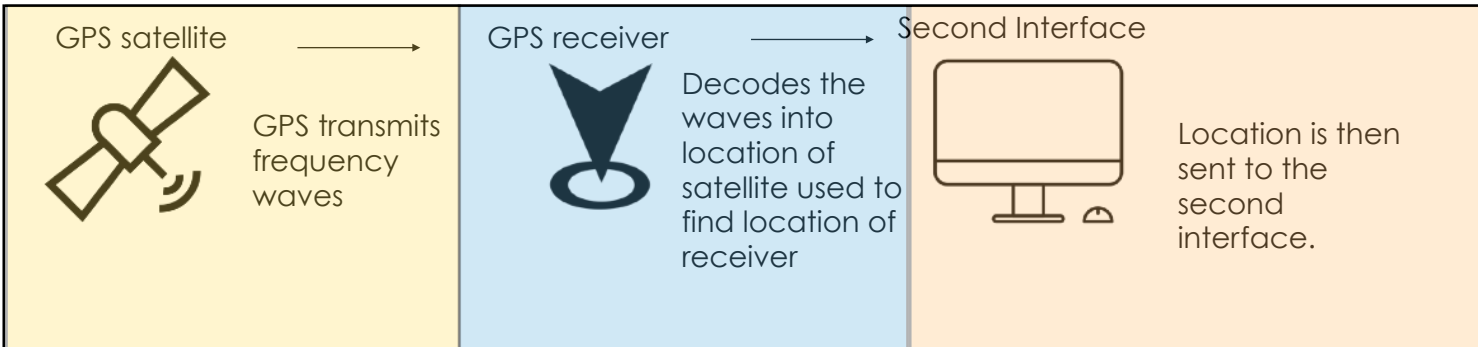 GPS satellite
GPS transmits
frequency
waves
GPS receiver
Decodes the
waves into
location of
satellite used to
find location of
receiver
Second Interface
Location is then
sent to the
second
interface.